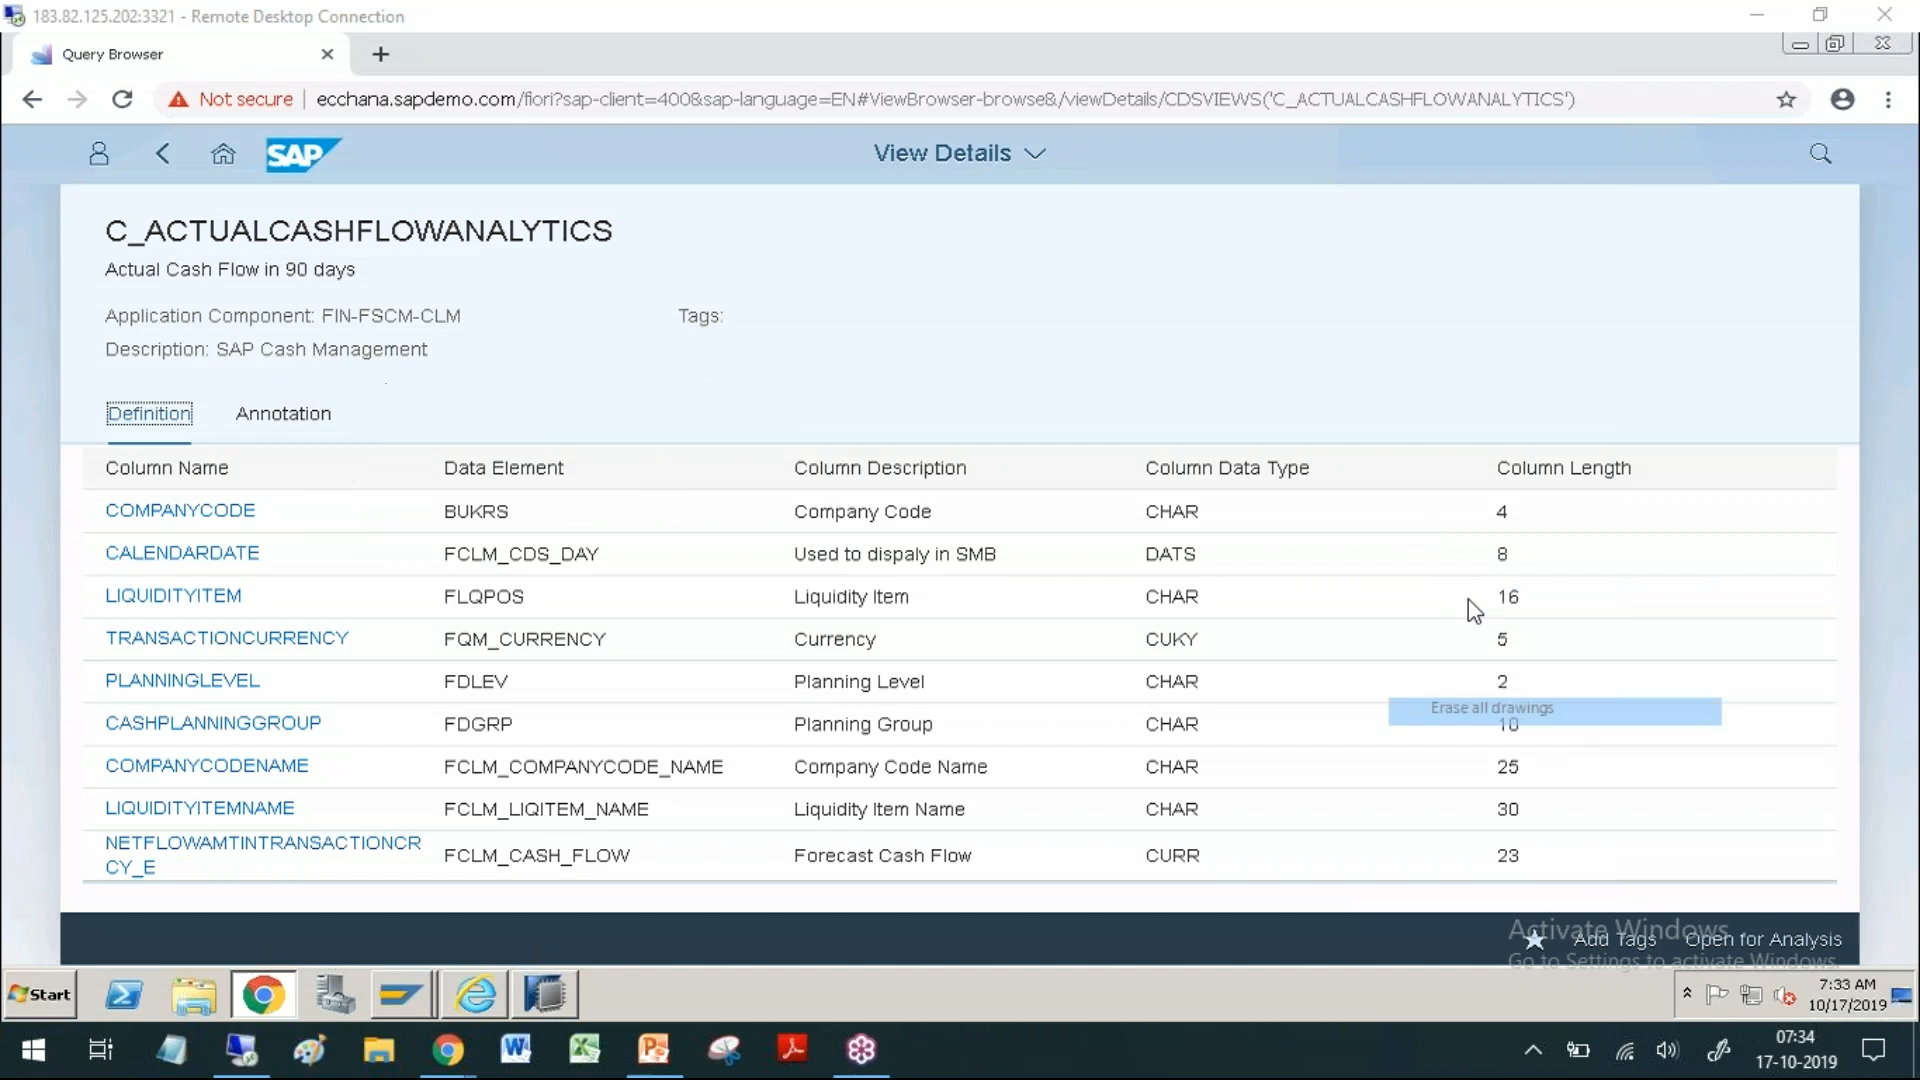 183.82.125.202:3321 - Remote Desktop Connection
Query Browser
Not secure
ecchana.sapdemo.com/fiori?sap-client=400&sap-language=EN#ViewBrowser-browse&/viewDetails/CDSVIEWS('C_ACTUALCASHFLOWANALYTICS')
SAP
View Details
C_ACTUALCASHFLOWANALYTICS
Actual Cash Flow in 90 days
Application Component: FIN-FSCM-CLM Tags:
Description: SAP Cash Management
Definition Annotation
Column Name Data Element Column Description Column Data Type Column Length
COMPANYCODE BUKRS Company Code CHAR 4
CALENDARDATE FCLM_CDS_DAY Used to dispaly in SMB DATS 8
LIQUIDITYITEM FLQPOS Liquidity Item CHAR 16
TRANSACTIONCURRENCY FQM_CURRENCY Currency CUKY 5
PLANNINGLEVEL FDLEV Planning Level CHAR 2
Erase all drawings
CASHPLANNINGGROUP FDGRP Planning Group CHAR 10
COMPANYCODENAME FCLM_COMPANYCODE_NAME Company Code Name CHAR 25
LIQUIDITYITEMNAME FCLM_LIQITEM_NAME Liquidity Item Name CHAR 30
NETFLOWAMTINTRANSACTIONCR
CY_E FCLM_CASH_FLOW Forecast Cash Flow CURR 23
Activate Windows
Add Tags Open for Analysis
Go to Settings to activate Windows.
Start
7:33 AM
10/17/2019
07:34
17-10-2019